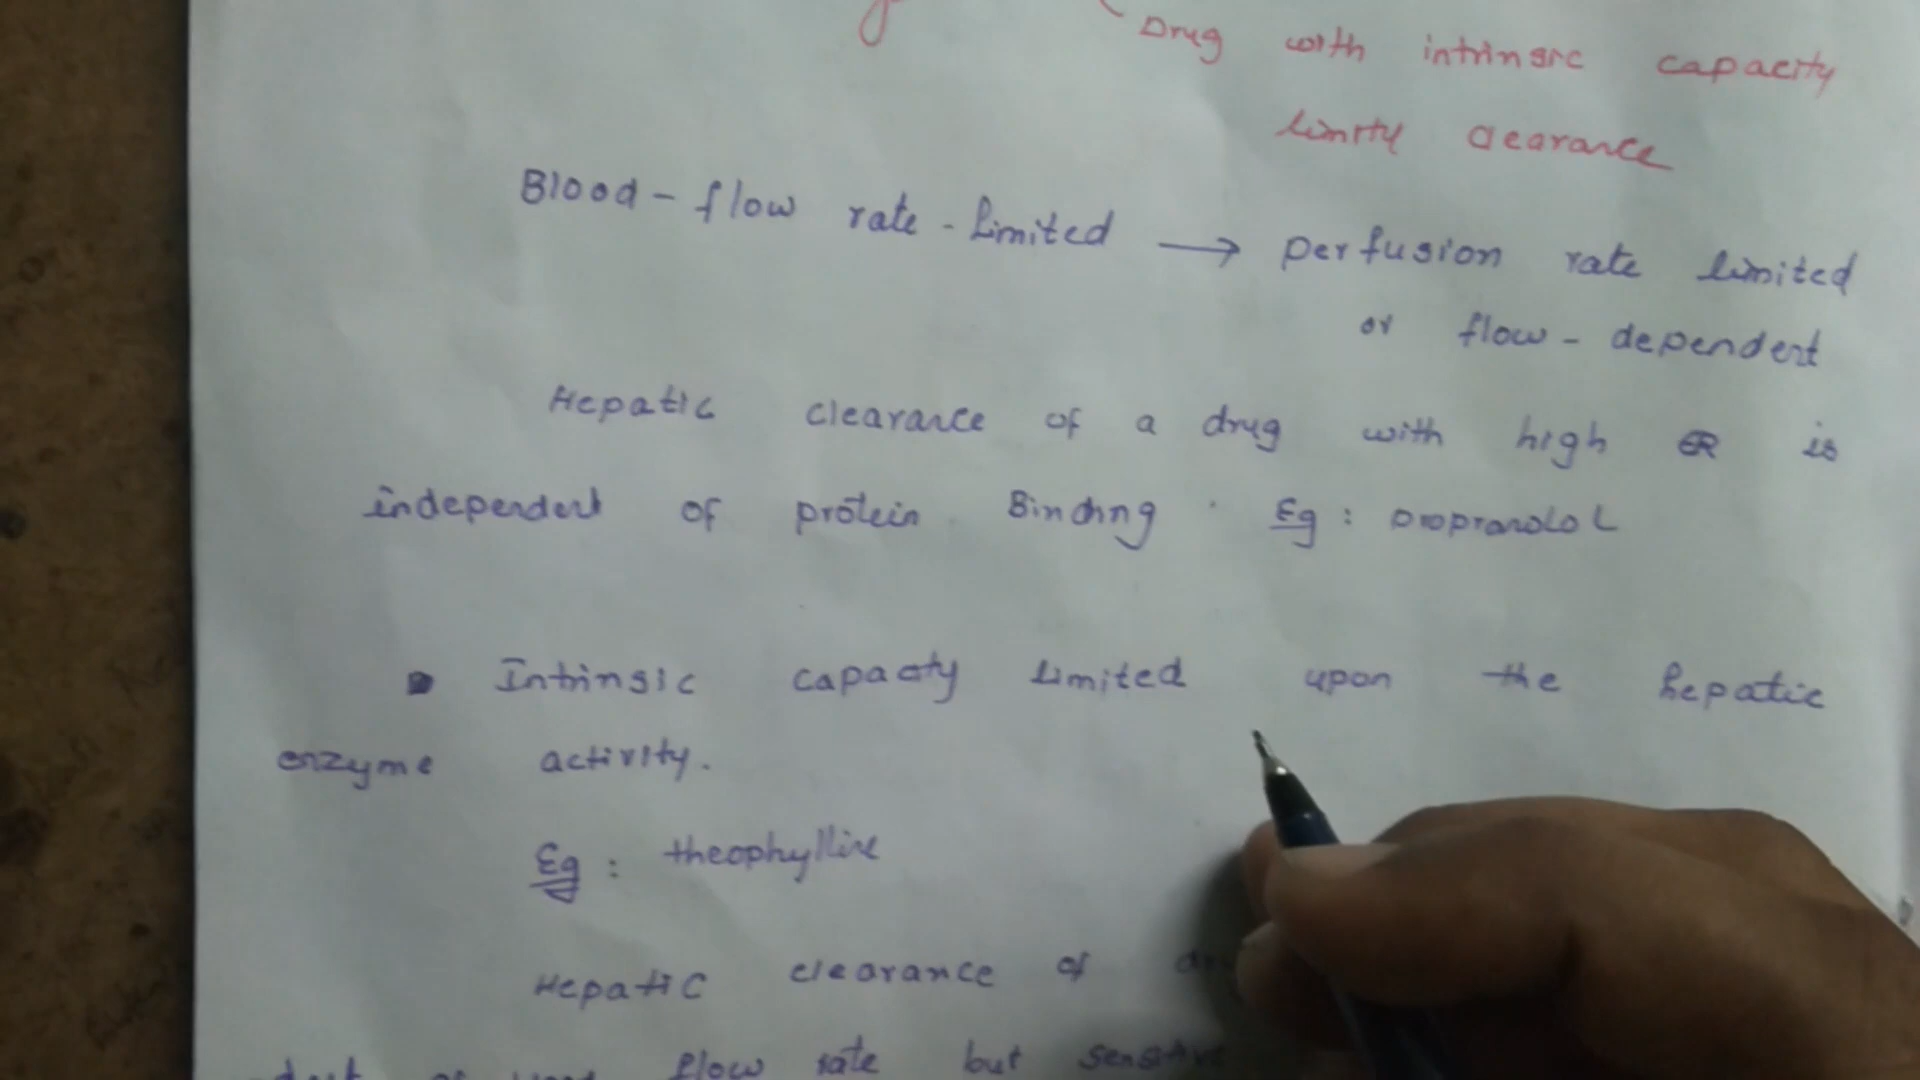 Drug with intrinsic capacity
limity clearance
Blood-flow rate-limited → perfusion rate limited
or flow-dependent
Hepatic clearance of a drug with high ER is
independent of protein Binding. Eg: propranolol
Intrinsic capacity limited upon the hepatic
enzyme activity.
Eg: theophylline
Hepatic clearance of
flow rate but sensitive